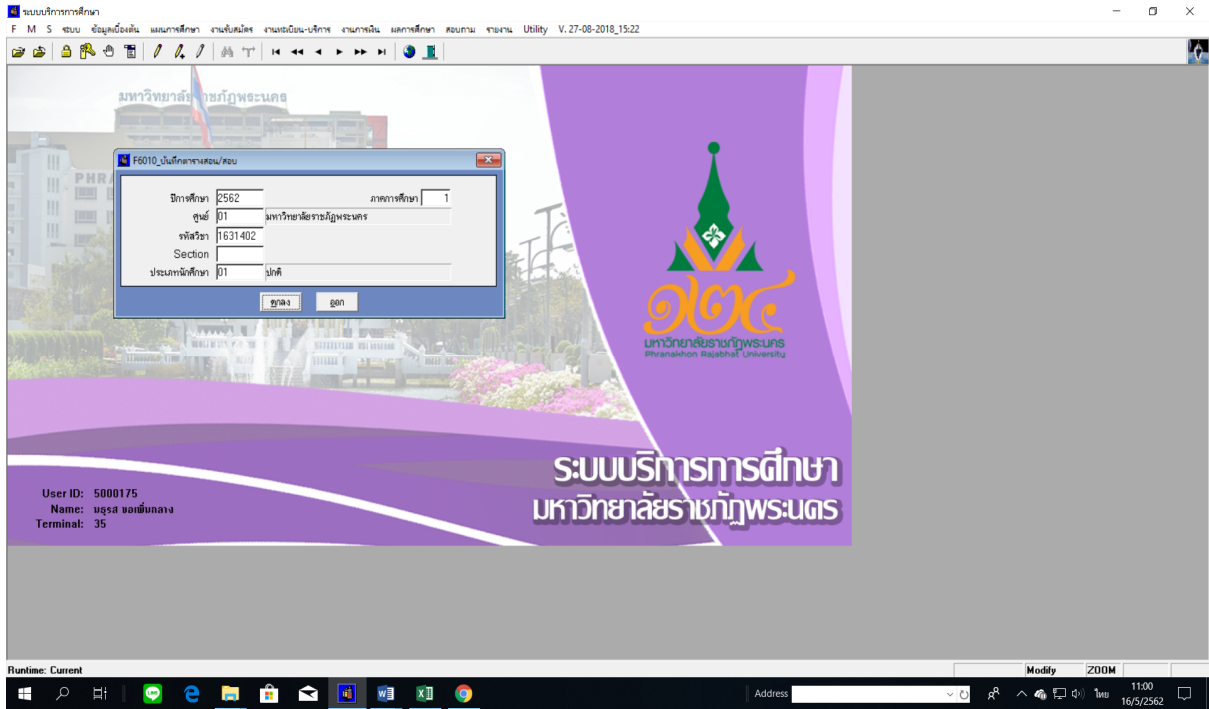 ระบบบริการการศึกษา
F M S ระบบ ข้อมูลเบื้องต้น แผนการศึกษา งานรับสมัคร งานทะเบียน-บริการ งานการเงิน ผลการศึกษา สอบถาม รายงาน Utility V. 27-08-2018_15:22
มหาวิทยาลัยราชภัฏพระนคร
F6010_บันทึกตารางสอน/สอบ
ปีการศึกษา 2562 ภาคการศึกษา 1
ศูนย์ 01 มหาวิทยาลัยราชภัฏพระนคร
รหัสวิชา 1631402
Section
ประเภทนักศึกษา 01 ปกติ
ตกลง ออก
มหาวิทยาลัยราชภัฏพระนคร
Phranakhon Rajabhat University
ระบบบริการการศึกษา
มหาวิทยาลัยราชภัฏพระนคร
User ID: 5000175
Name:
Terminal: 35
Runtime: Current Modify ZOOM
Address ไทย 11:00
16/5/2562